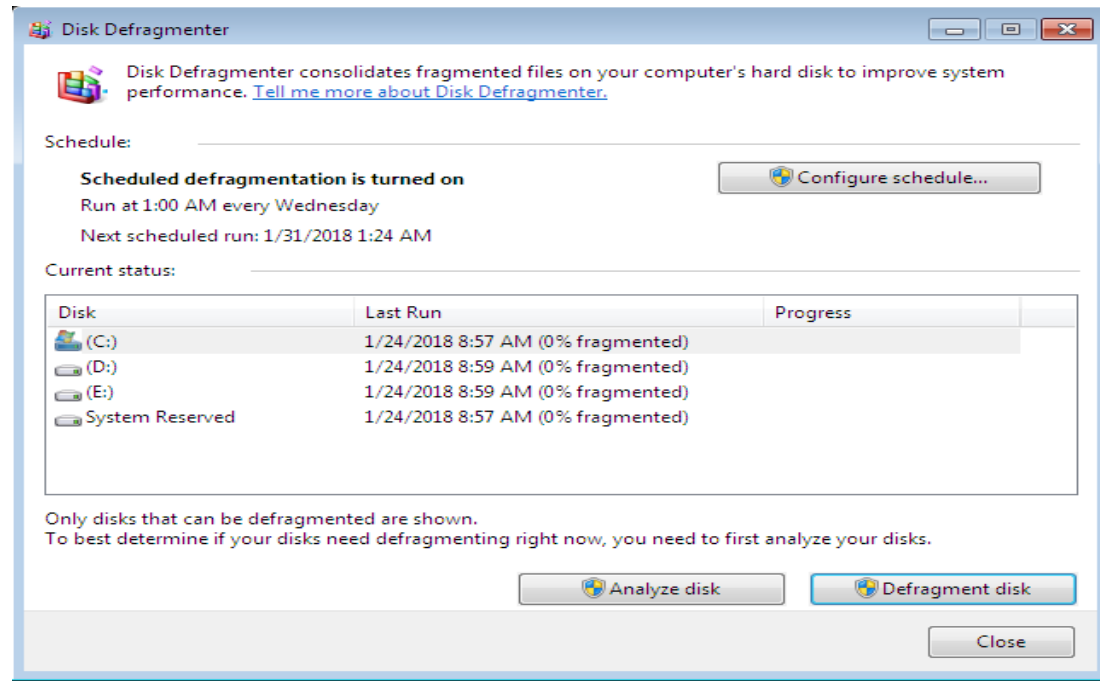 Disk Defragmenter
Disk Defragmenter consolidates fragmented files on your computer's hard disk to improve system
performance. Tell me more about Disk Defragmenter.
Schedule:
Scheduled defragmentation is turned on
Configure schedule...
Run at 1:00 AM every Wednesday
Next scheduled run: 1/31/2018 1:24 AM
Current status:
Disk Last Run Progress
(C:) 1/24/2018 8:57 AM (0% fragmented)
(D:) 1/24/2018 8:59 AM (0% fragmented)
(E:) 1/24/2018 8:59 AM (0% fragmented)
System Reserved 1/24/2018 8:57 AM (0% fragmented)
Only disks that can be defragmented are shown.
To best determine if your disks need defragmenting right now, you need to first analyze your disks.
Analyze disk Defragment disk
Close